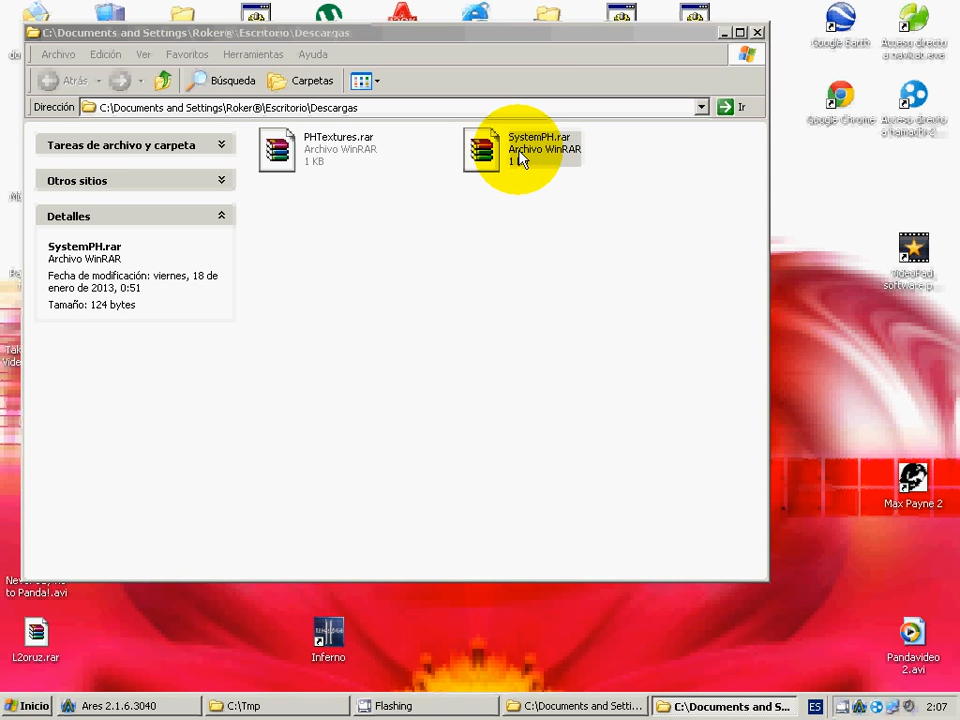 C:\Documents and Settings\Roker®\Escritorio\Descargas
Archivo Edición Ver Favoritos Herramientas Ayuda
Atrás Búsqueda Carpetas
Dirección C:\Documents and Settings\Roker®\Escritorio\Descargas Ir
Tareas de archivo y carpeta
Otros sitios
Detalles
SystemPH.rar
Archivo WinRAR
Fecha de modificación: viernes, 18 de
enero de 2013, 0:51
Tamaño: 124 bytes
PHTextures.rar
Archivo WinRAR
1 KB
SystemPH.rar
Archivo WinRAR
1
Google Earth
Acceso directo
Google Chrome
Acceso directo
a hamachi-2
VideoPad
software p...
Max Payne 2
to Panda!.avi
L2oruz.rar
Inferno
Pandavideo
2.avi
Inicio Ares 2.1.6.3040 C:\Tmp Flashing C:\Documents and Setti... C:\Documents and S... ES 2:07